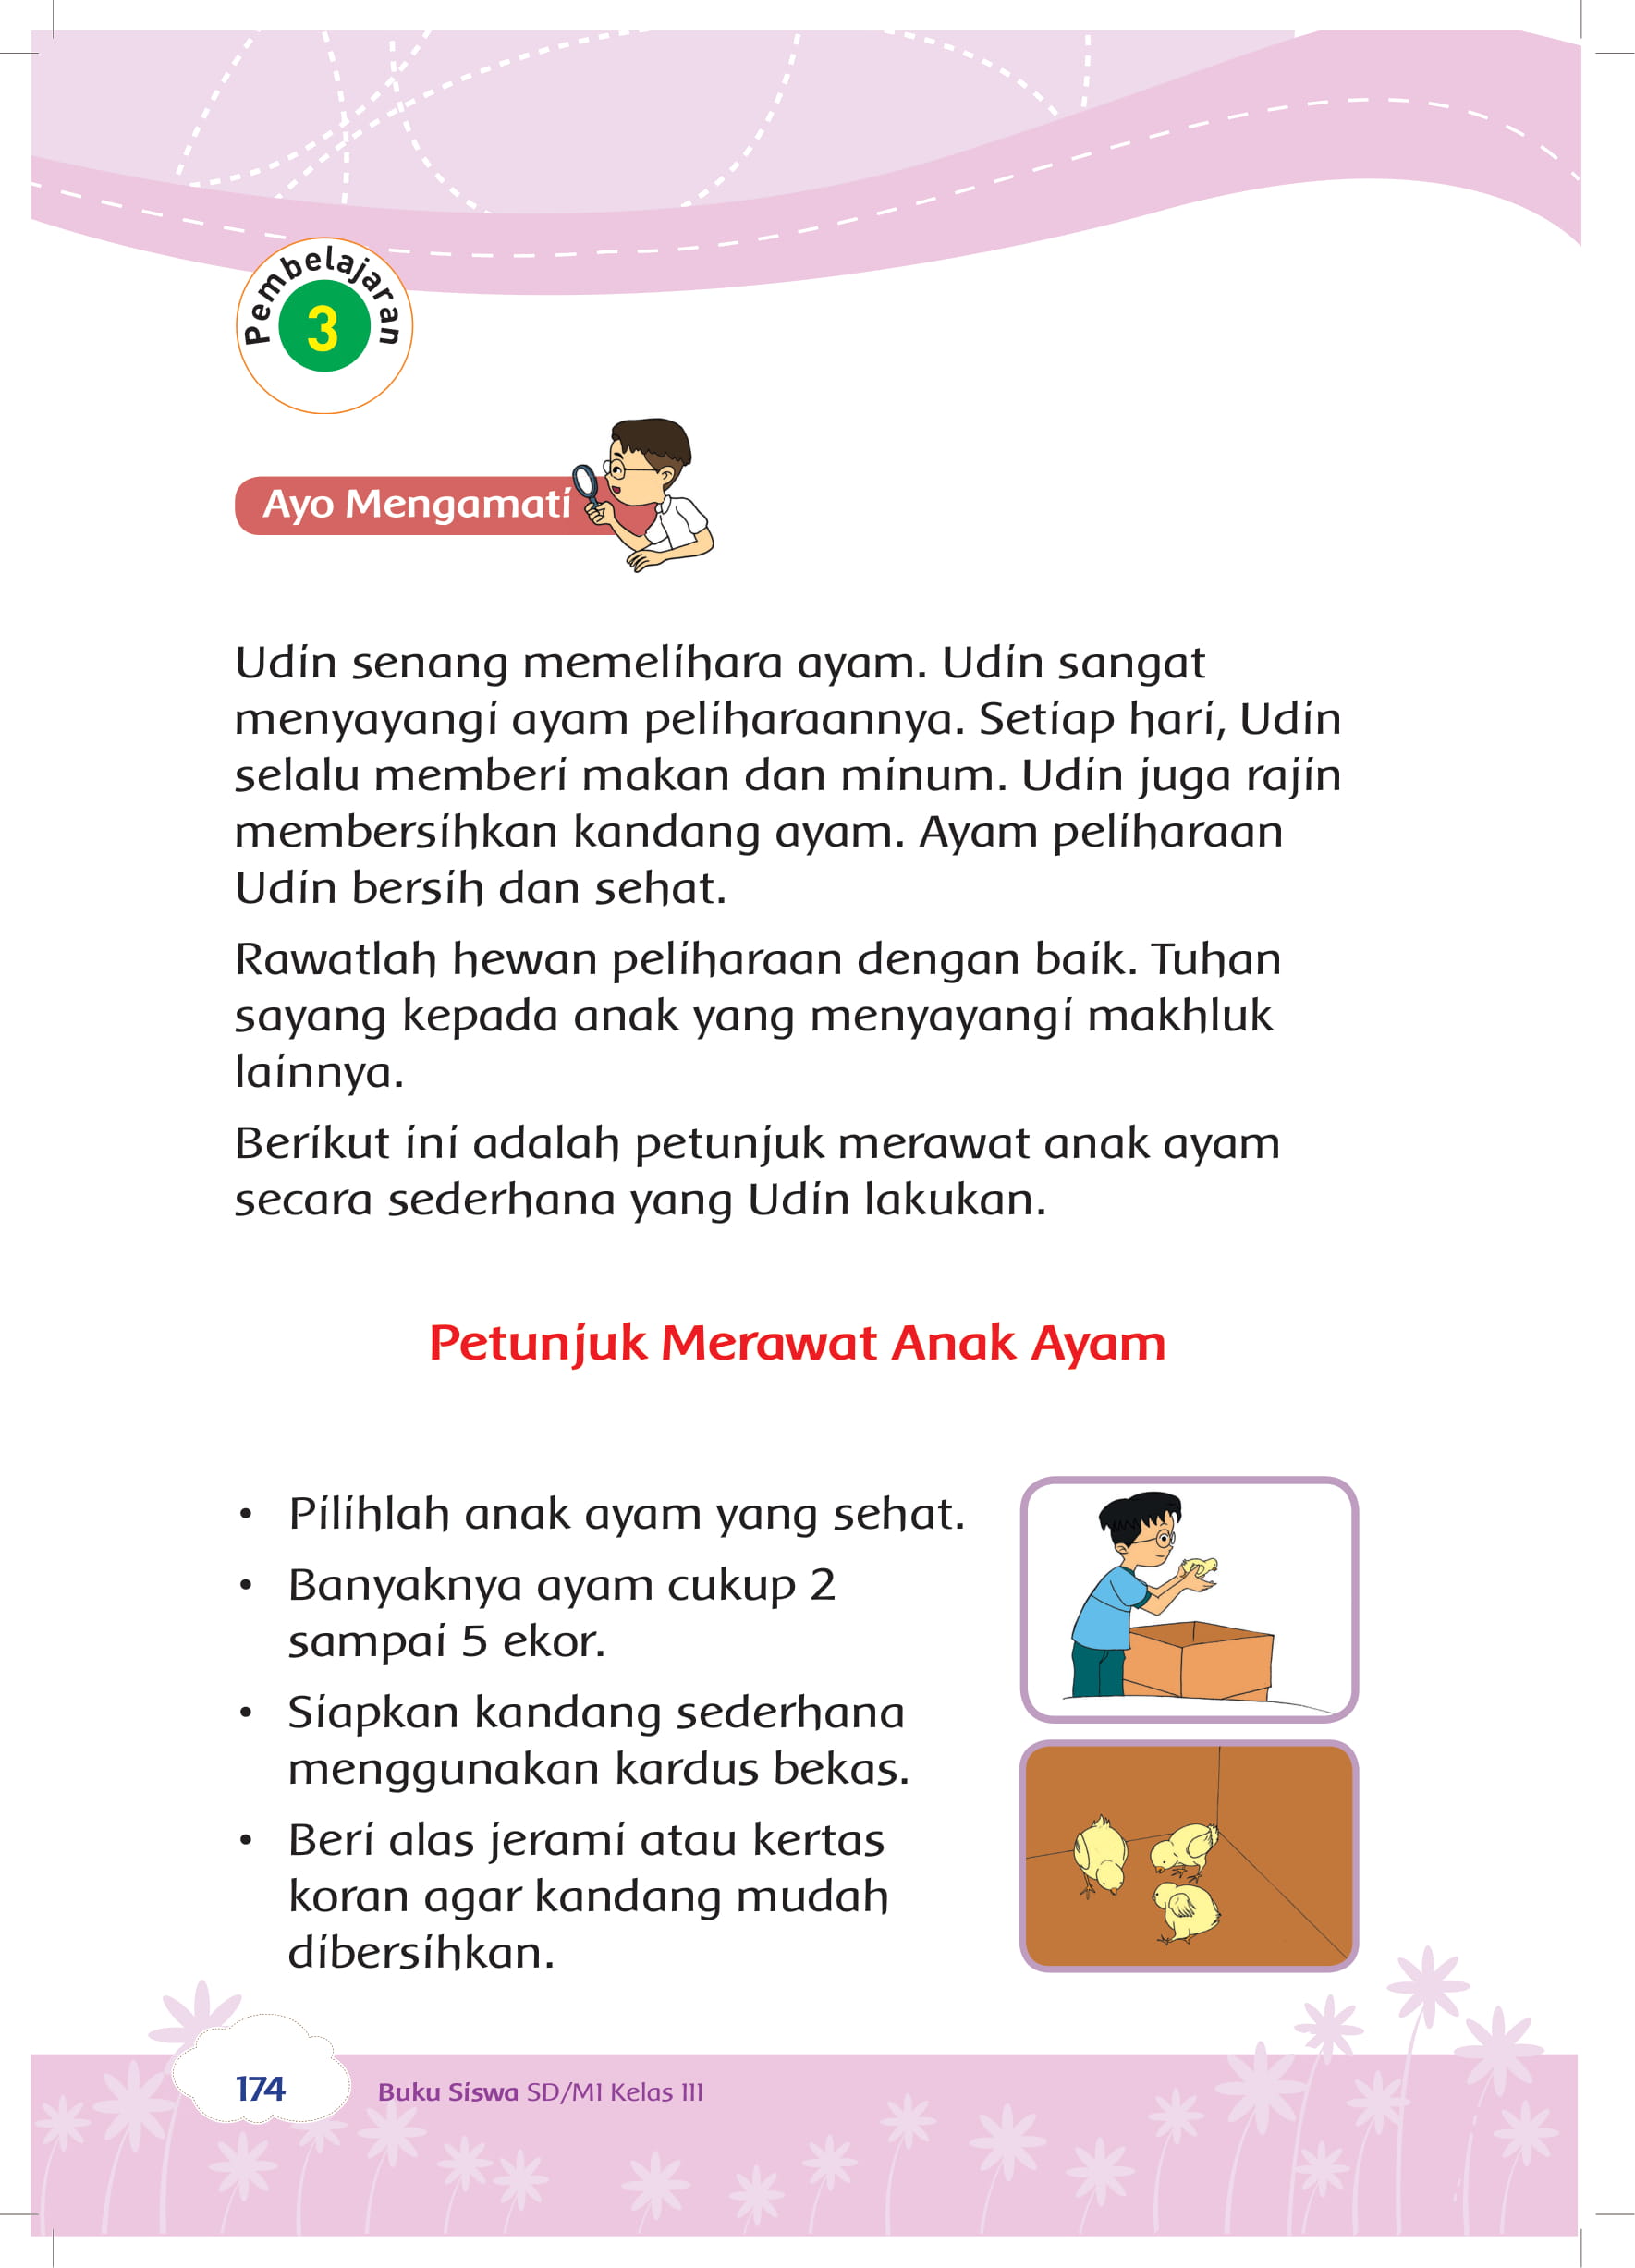 Pembelajaran
3
Ayo Mengamati
Udin senang memelihara ayam. Udin sangat
menyayangi ayam peliharaannya. Setiap hari, Udin
selalu memberi makan dan minum. Udin juga rajin
membersihkan kandang ayam. Ayam peliharaan
Udin bersih dan sehat.
Rawatlah hewan peliharaan dengan baik. Tuhan
sayang kepada anak yang menyayangi makhluk
lainnya.
Berikut ini adalah petunjuk merawat anak ayam
secara sederhana yang Udin lakukan.
Petunjuk Merawat Anak Ayam
• Pilihlah anak ayam yang sehat.
• Banyaknya ayam cukup 2
sampai 5 ekor.
• Siapkan kandang sederhana
menggunakan kardus bekas.
• Beri alas jerami atau kertas
koran agar kandang mudah
dibersihkan.
174
Buku Siswa SD/MI Kelas III